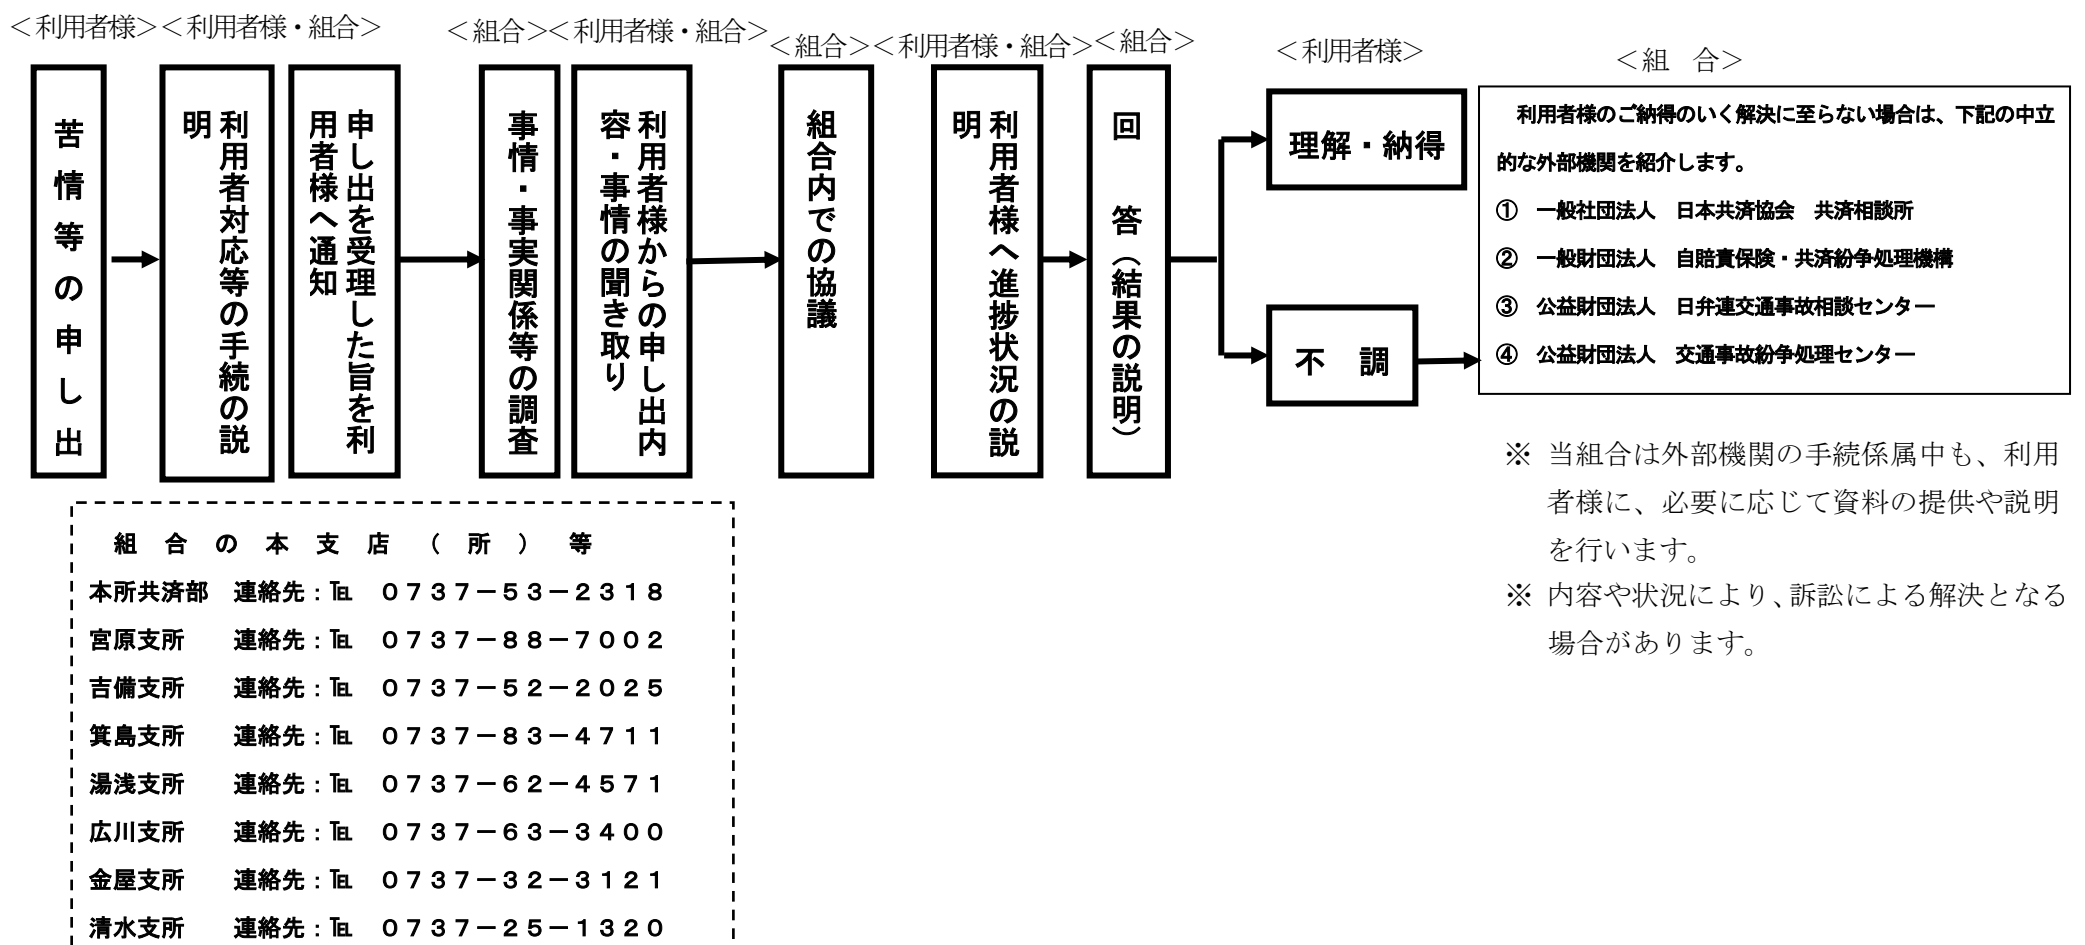 ＜利用者様＞＜利用者様・組合＞
＜組合＞＜利用者様・組合＞
＜組合＞＜利用者様・組合＞
＜組合＞
＜利用者様＞
＜組　合＞
苦情等の申し出
利用者対応等の手続の説
明
申し出を受理した旨を利
用者様へ通知
事情・事実関係等の調査
利用者様からの申し出内
容・事情の聞き取り
組合内での協議
利用者様へ進捗状況の説
明
回　答（結果の説明）
理解・納得
不　調
利用者様のご納得のいく解決に至らない場合は、下記の中立
的な外部機関を紹介します。
①　一般社団法人　日本共済協会　共済相談所
②　一般財団法人　自賠責保険・共済紛争処理機構
③　公益財団法人　日弁連交通事故相談センター
④　公益財団法人　交通事故紛争処理センター
※ 当組合は外部機関の手続係属中も、利用
者様に、必要に応じて資料の提供や説明
を行います。
※ 内容や状況により、訴訟による解決となる
場合があります。
組　合　の　本　支　店　（　所　）　等
本所共済部　連絡先：℡　０７３７－５３－２３１８
宮原支所　　連絡先：℡　０７３７－８８－７００２
吉備支所　　連絡先：℡　０７３７－５２－２０２５
箕島支所　　連絡先：℡　０７３７－８３－４７１１
湯浅支所　　連絡先：℡　０７３７－６２－４５７１
広川支所　　連絡先：℡　０７３７－６３－３４００
金屋支所　　連絡先：℡　０７３７－３２－３１２１
清水支所　　連絡先：℡　０７３７－２５－１３２０